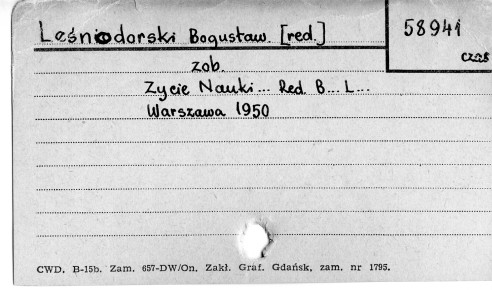 Leśniodorski Bogusław. [red.]
58941
czas
zob.
Zycie Nauki... Red. B... L...
Warszawa 1950
CWD. B-15b. Zam. 657-DW/On. Zakł. Graf. Gdańsk, zam. nr 1795.